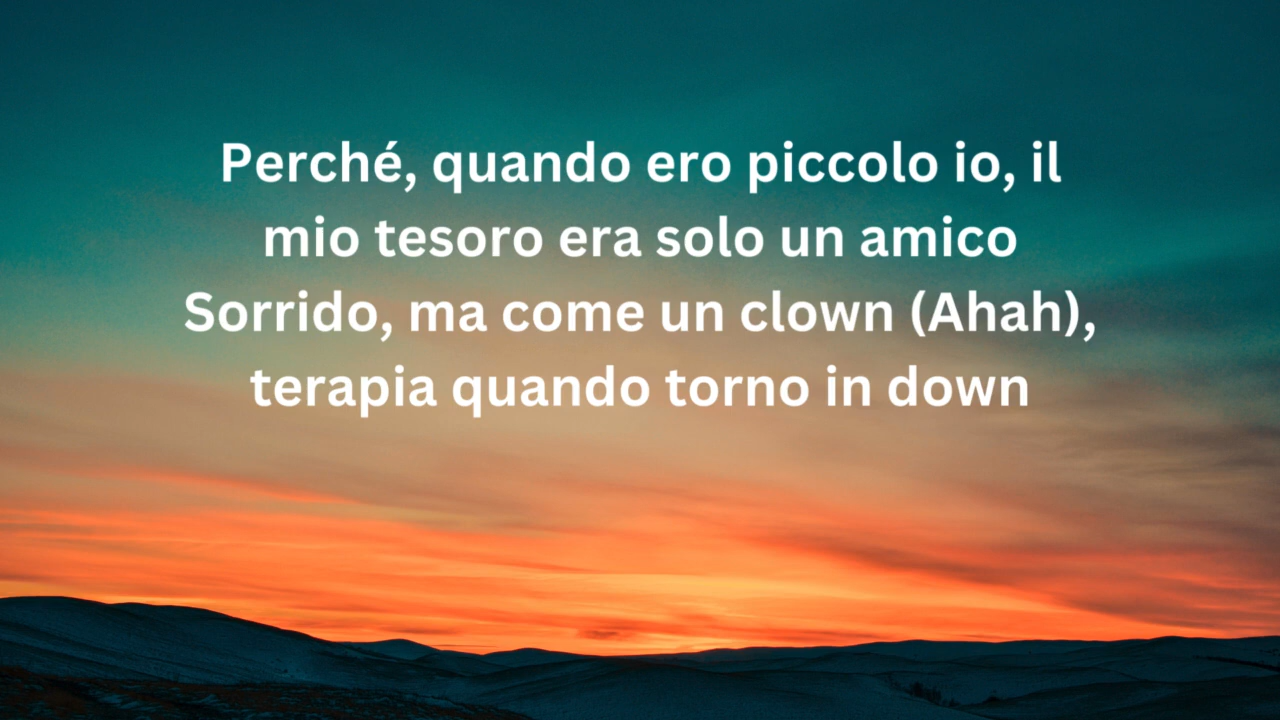 Perché, quando ero piccolo io, il
mio tesoro era solo un amico
Sorrido, ma come un clown (Ahah),
terapia quando torno in down